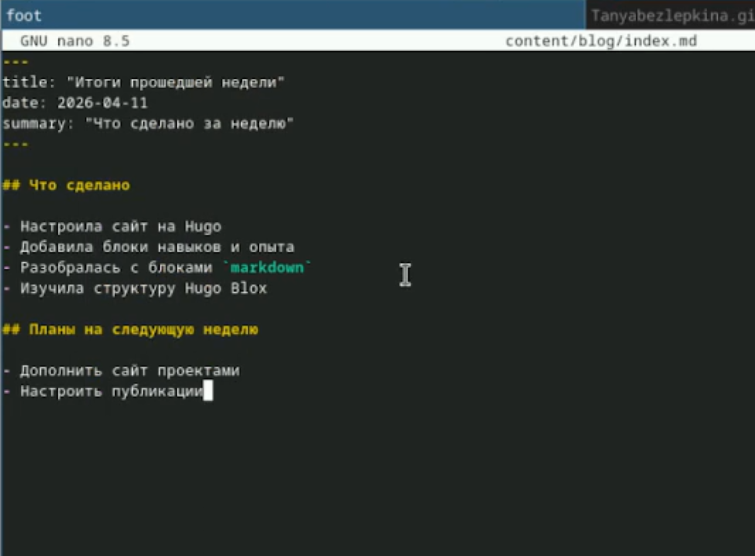 foot
Tanyabezlepkina.gi
GNU nano 8.5
content/blog/index.md
---
title: "Итоги прошедшей недели"
date: 2026-04-11
summary: "Что сделано за неделю"
---
## Что сделано
- Настроила сайт на Hugo
- Добавила блоки навыков и опыта
- Разобралась с блоками `markdown`
- Изучила структуру Hugo Blox
## Планы на следующую неделю
- Дополнить сайт проектами
- Настроить публикации